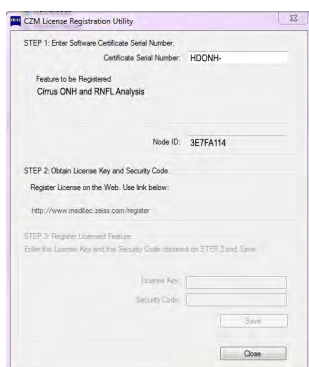 CZM License Registration Utility
STEP 1: Enter Software Certificate Serial Number.
Certificate Serial Number: HDONH-
Feature to be Registered
Cirrus ONH and RNFL Analysis
Node ID: 3E7FA114
STEP 2: Obtain License Key and Security Code.
Register License on the Web. Use link below:
http://www.meditec.zeiss.com/register
STEP 3: Register Licensed Feature.
Enter the License Key and the Security Code obtained on STEP 2 and Save.
License Key:
Security Code:
Save
Close